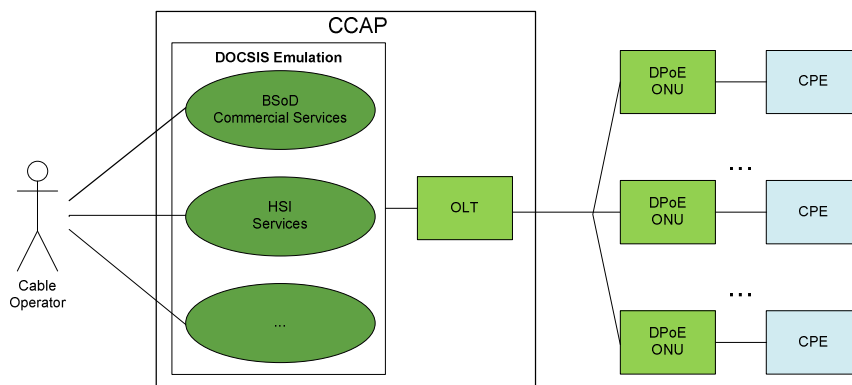 CCAP
DOCSIS Emulation
BSoD
Commercial Services
HSI
Services
...
Cable
Operator
OLT
DPoE
ONU
CPE
...
DPoE
ONU
CPE
...
DPoE
ONU
CPE